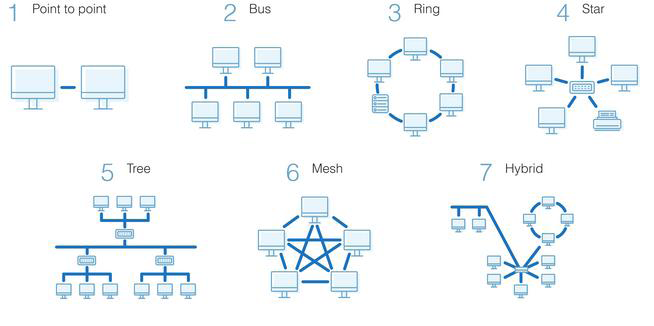 1 Point to point
2 Bus
3 Ring
4 Star
5 Tree
6 Mesh
7 Hybrid